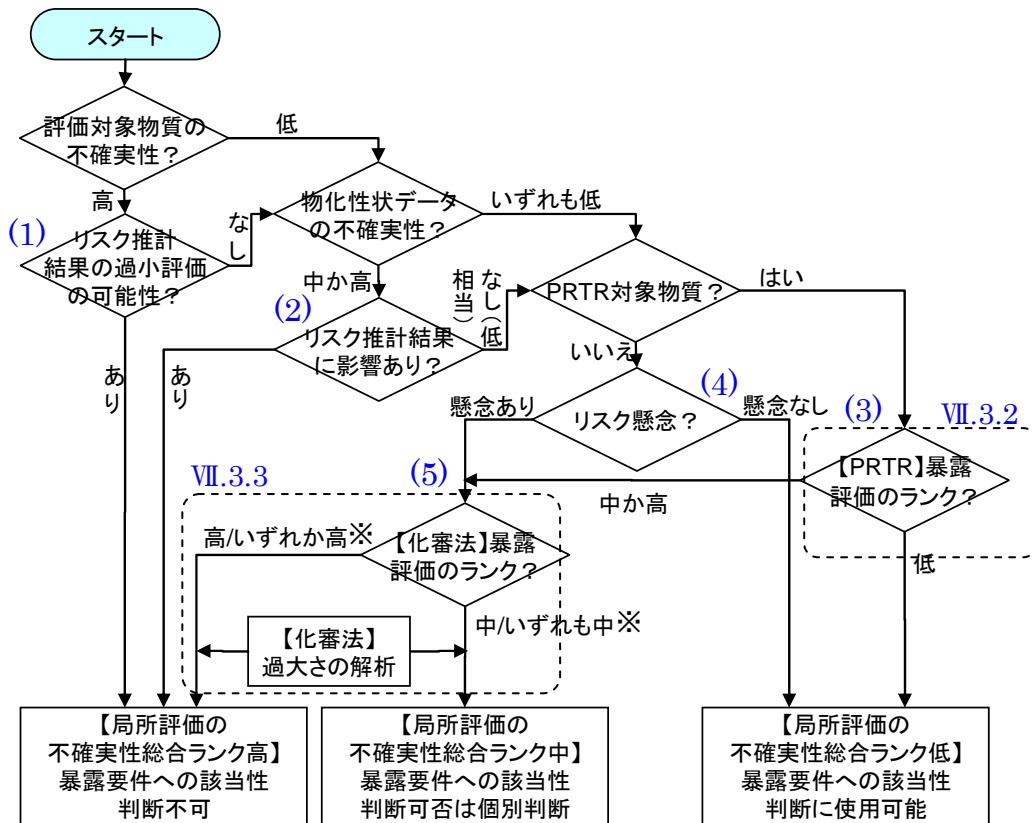 スタート
評価対象物質の
不確実性？
低
高
(1)
リスク推計
結果の過小評価
の可能性？
なし
あり
物化性状データ
の不確実性？
いずれも低
中か高
(2)
リスク推計結果
に影響あり？
なし（低
相当）
あり
PRTR対象物質？
はい
いいえ
(4)
リスク懸念？
懸念あり
懸念なし
(3)
Ⅶ.3.2
【PRTR】暴露
評価のランク？
中か高
低
Ⅶ.3.3
(5)
【化審法】暴露
評価のランク？
高/いずれか高※
中/いずれも中※
【化審法】
過大さの解析
【局所評価の
不確実性総合ランク高】
暴露要件への該当性
判断不可
【局所評価の
不確実性総合ランク中】
暴露要件への該当性
判断可否は個別判断
【局所評価の
不確実性総合ランク低】
暴露要件への該当性
判断に使用可能